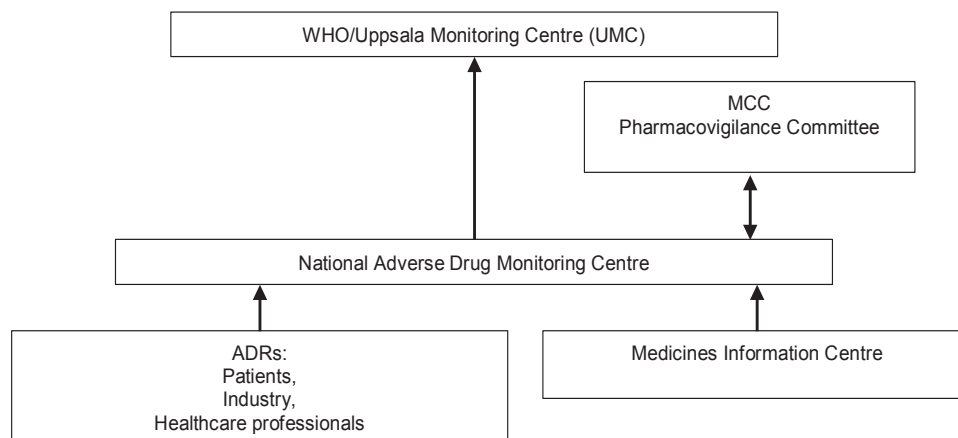 WHO/Uppsala Monitoring Centre (UMC)
MCC
Pharmacovigilance Committee
National Adverse Drug Monitoring Centre
ADRs:
Patients,
Industry,
Healthcare professionals
Medicines Information Centre